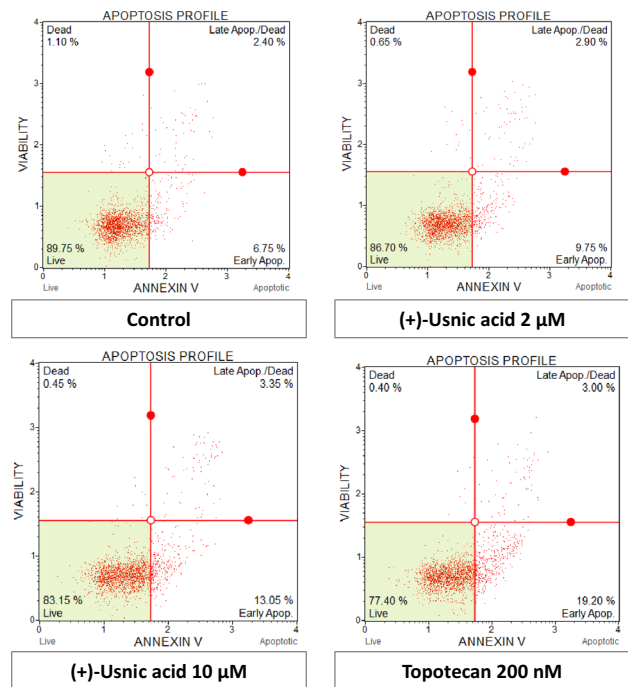 APOPTOSIS PROFILE
Dead
1.10 %
Late Apop./Dead
2.40 %
VIABILITY
4
3
2
1
0
89.75 %
Live
6.75 %
Early Apop.
0 1 2 3 4
Live ANNEXIN V Apoptotic
Control
APOPTOSIS PROFILE
Dead
0.65 %
Late Apop./Dead
2.90 %
VIABILITY
4
3
2
1
0
86.70 %
Live
9.75 %
Early Apop.
0 1 2 3 4
Live ANNEXIN V Apoptotic
(+)-Usnic acid 2 µM
APOPTOSIS PROFILE
Dead
0.45 %
Late Apop./Dead
3.35 %
VIABILITY
4
3
2
1
0
83.15 %
Live
13.05 %
Early Apop.
0 1 2 3 4
Live ANNEXIN V Apoptotic
(+)-Usnic acid 10 µM
APOPTOSIS PROFILE
Dead
0.40 %
Late Apop./Dead
3.00 %
VIABILITY
4
3
2
1
0
77.40 %
Live
19.20 %
Early Apop.
0 1 2 3 4
Live ANNEXIN V Apoptotic
Topotecan 200 nM